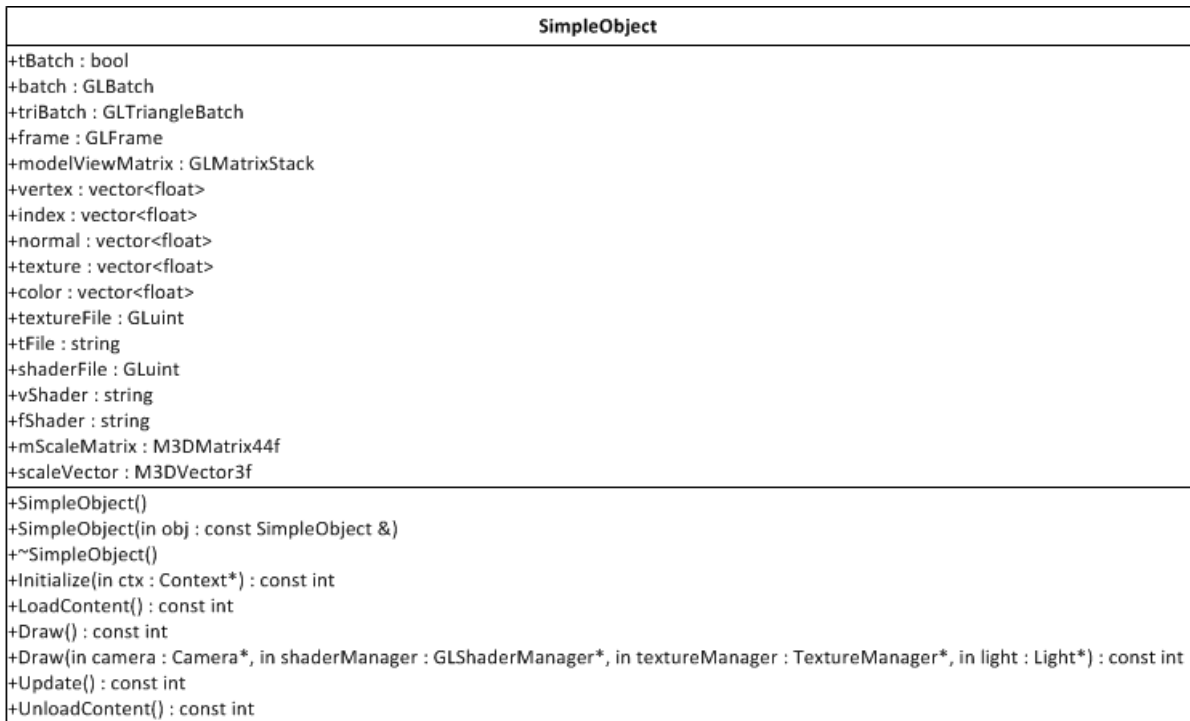 SimpleObject
+tBatch : bool
+batch : GLBatch
+triBatch : GLTriangleBatch
+frame : GLFrame
+modelViewMatrix : GLMatrixStack
+vertex : vector<float>
+index : vector<float>
+normal : vector<float>
+texture : vector<float>
+color : vector<float>
+textureFile : GLuint
+tFile : string
+shaderFile : GLuint
+vShader : string
+fShader : string
+mScaleMatrix : M3DMatrix44f
+scaleVector : M3DVector3f
+SimpleObject()
+SimpleObject(in obj : const SimpleObject &)
+~SimpleObject()
+Initialize(in ctx : Context*) : const int
+LoadContent() : const int
+Draw() : const int
+Draw(in camera : Camera*, in shaderManager : GLShaderManager*, in textureManager : TextureManager*, in light : Light*) : const int
+Update() : const int
+UnloadContent() : const int